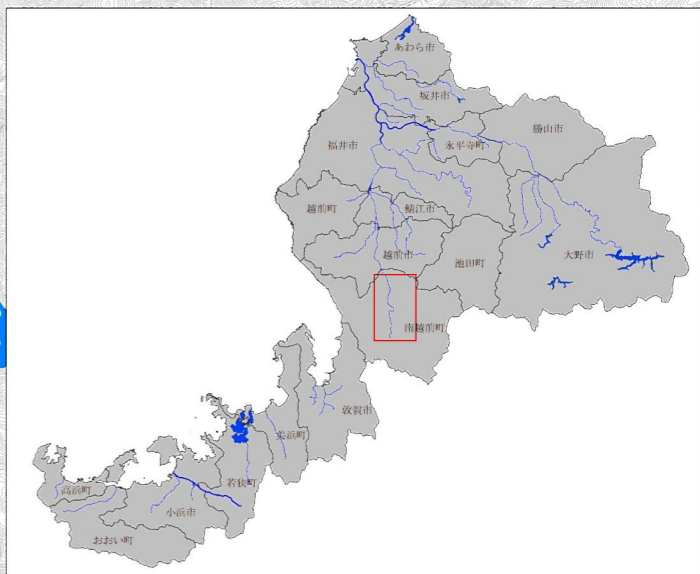 あわら市
坂井市
勝山市
永平寺町
福井市
越前町
鯖江市
越前市
池田町
大野市
南越前町
敦賀市
美浜町
若狭町
高浜町
小浜市
おおい町